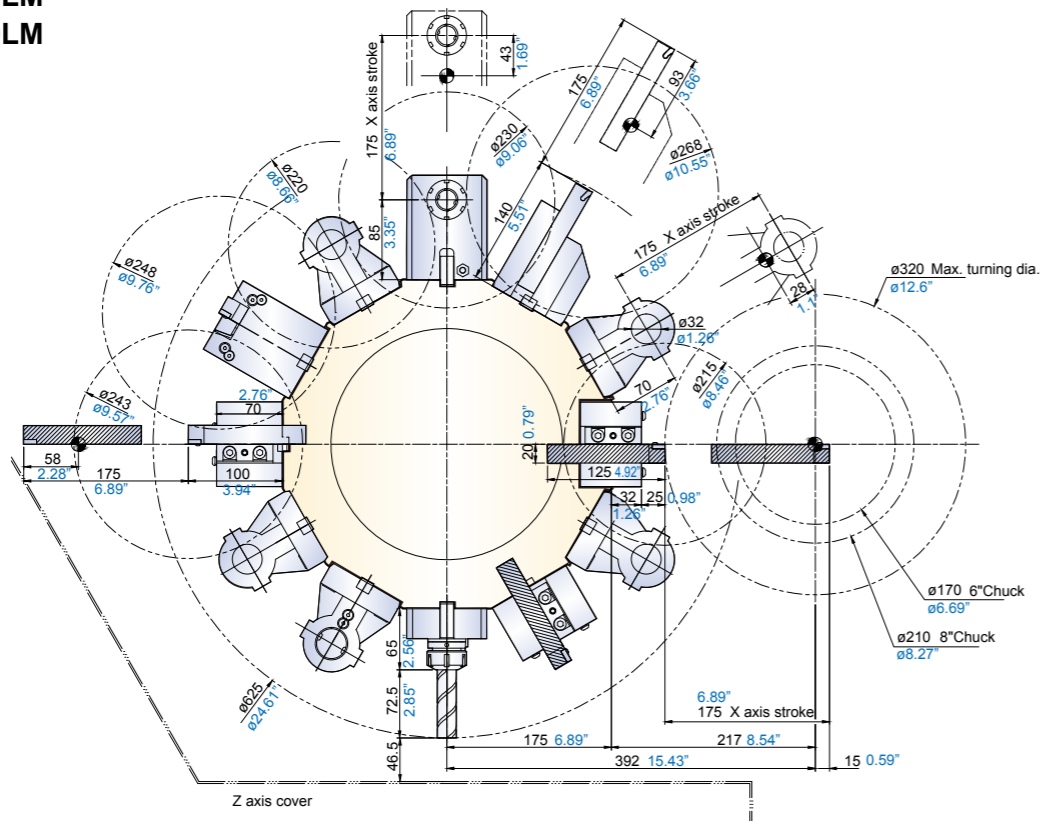 LM
LM
43
1.69"
175 X axis stroke
6.89"
175
6.89"
93
3.66"
ø230
ø9.06"
ø268
ø10.55"
ø220
ø8.66"
85
3.35"
140
5.51"
175 X axis stroke
6.89"
28
1.1"
ø320 Max. turning dia.
ø12.6"
ø248
ø9.76"
ø32
ø1.26"
70
2.76"
ø215
ø8.46"
ø243
ø9.57"
2.76"
70
20 0.79"
58
2.28"
175
6.89"
100
3.94"
125 4.92"
32
1.26"
25 0.98"
ø170 6"Chuck
ø6.69"
ø210 8"Chuck
ø8.27"
65
2.56"
72.5
2.85"
46.5
ø625
ø24.61"
6.89"
175 X axis stroke
175 6.89"
217 8.54"
392 15.43"
15 0.59"
Z axis cover